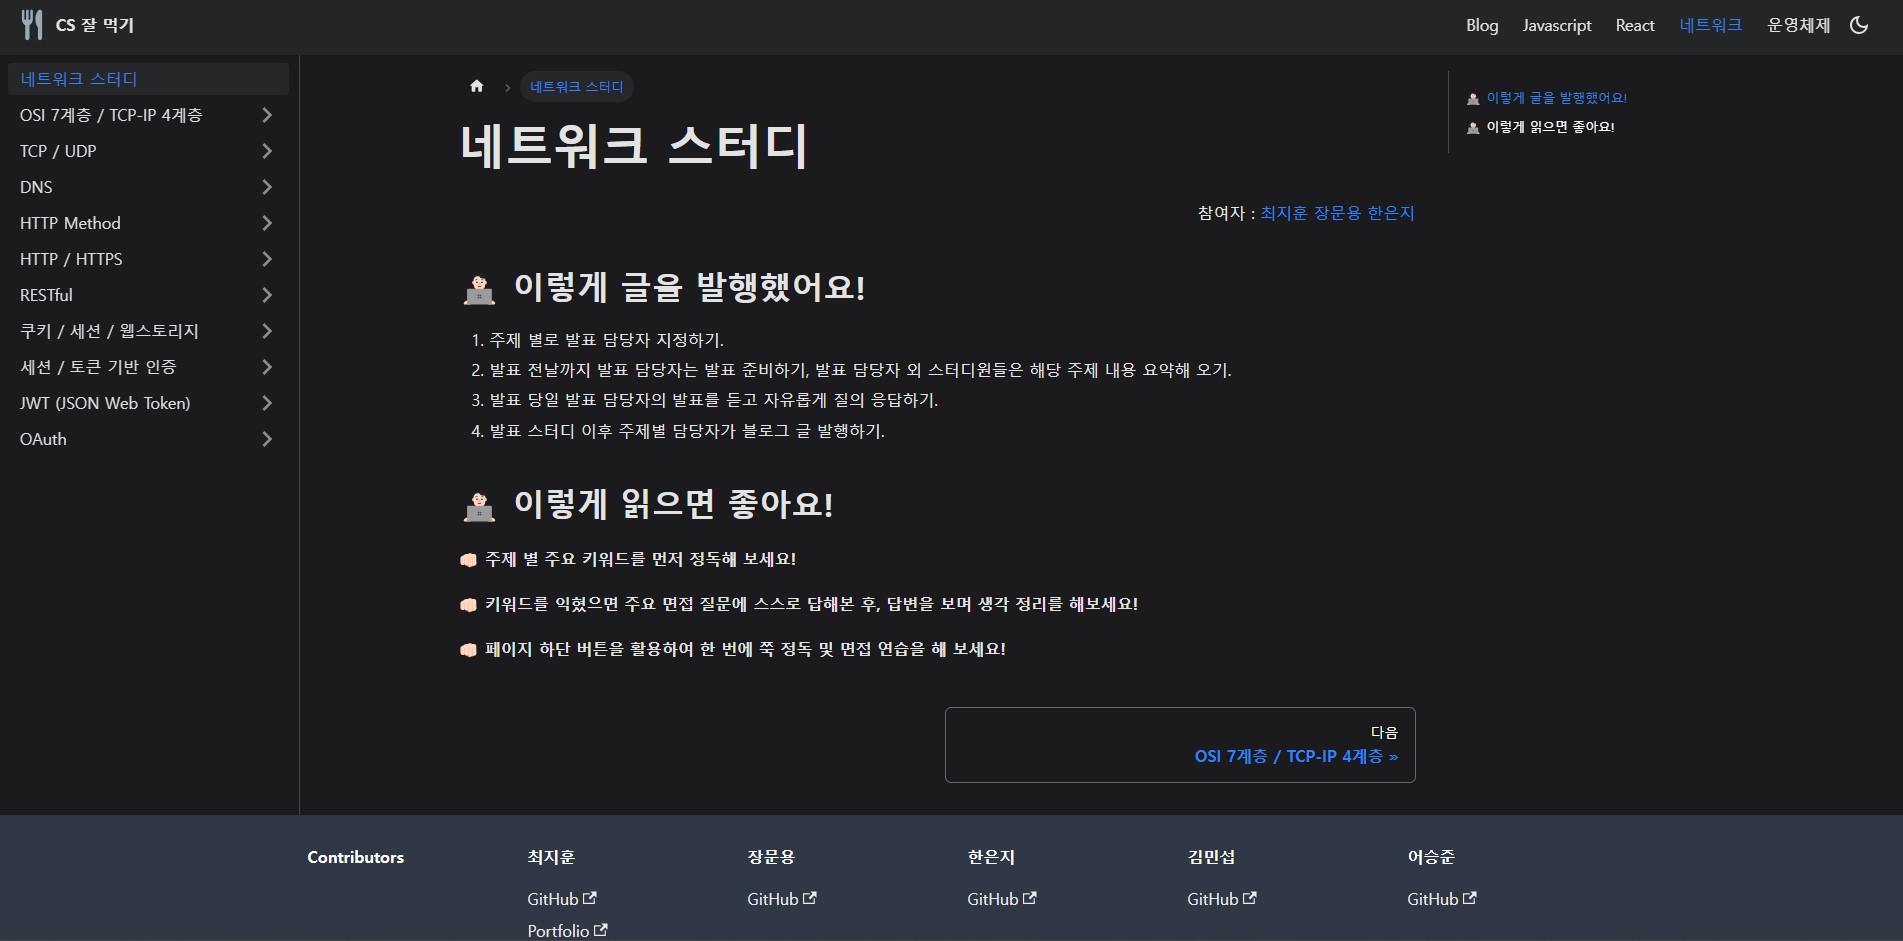 CS 잘 먹기
Blog
Javascript
React
네트워크
운영체제
네트워크 스터디
OSI 7계층 / TCP-IP 4계층
TCP / UDP
DNS
HTTP Method
HTTP / HTTPS
RESTful
쿠키 / 세션 / 웹스토리지
세션 / 토큰 기반 인증
JWT (JSON Web Token)
OAuth
네트워크 스터디
네트워크 스터디
참여자 : 최지훈 장문용 한은지
이렇게 글을 발행했어요!
1. 주제 별로 발표 담당자 지정하기.
2. 발표 전날까지 발표 담당자는 발표 준비하기, 발표 담당자 외 스터디원들은 해당 주제 내용 요약해 오기.
3. 발표 당일 발표 담당자의 발표를 듣고 자유롭게 질의 응답하기.
4. 발표 스터디 이후 주제별 담당자가 블로그 글 발행하기.
이렇게 읽으면 좋아요!
주제 별 주요 키워드를 먼저 정독해 보세요!
키워드를 익혔으면 주요 면접 질문에 스스로 답해본 후, 답변을 보며 생각 정리를 해보세요!
페이지 하단 버튼을 활용하여 한 번에 쭉 정독 및 면접 연습을 해 보세요!
다음
OSI 7계층 / TCP-IP 4계층 »
이렇게 글을 발행했어요!
이렇게 읽으면 좋아요!
Contributors
최지훈
GitHub
Portfolio
장문용
GitHub
한은지
GitHub
김민섭
GitHub
어승준
GitHub